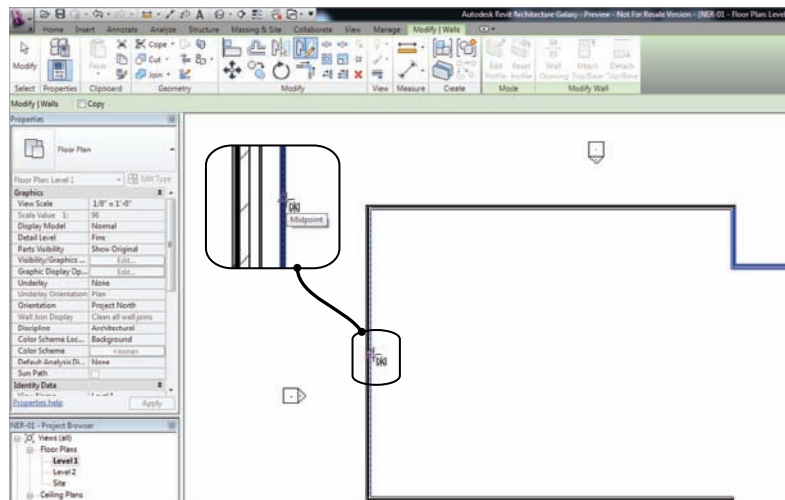 Autodesk Revit Architecture Galaxy - Preview - Not For Resale Version - [NER-01 - Floor Plan: Level
Home Insert Annotate Analyze Structure Massing & Site Collaborate View Manage Modify | Walls
Modify Paste Cope Cut Join Edit Profile Reset Profile Wall Opening Attach Top/Base Detach Top/Base
Select Properties Clipboard Geometry Modify View Measure Create Mode Modify Wall
Modify | Walls Copy
Properties
Floor Plan
Floor Plan: Level 1 Edit Type
Graphics
View Scale 1/8" = 1'-0"
Scale Value 1: 96
Display Model Normal
Detail Level Fine
Parts Visibility Show Original
Visibility/Graphics ... Edit...
Graphic Display Op... Edit...
Underlay None
Underlay Orientation Plan
Orientation Project North
Wall Join Display Clean all wall joins
Discipline Architectural
Color Scheme Loc... Background
Color Scheme <none>
Default Analysis Di... None
Sun Path
Identity Data
View Name Level 1
Properties help Apply
NER-01 - Project Browser
Views (all)
Floor Plans
Level 1
Level 2
Site
Ceiling Plans
Midpoint